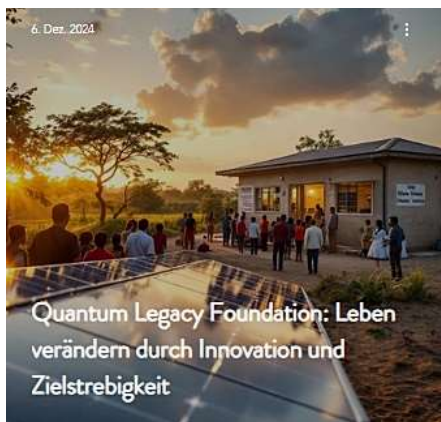 6. Dez. 2024
Quantum Legacy Foundation: Leben
verändern durch Innovation und
Zielstrebigkeit